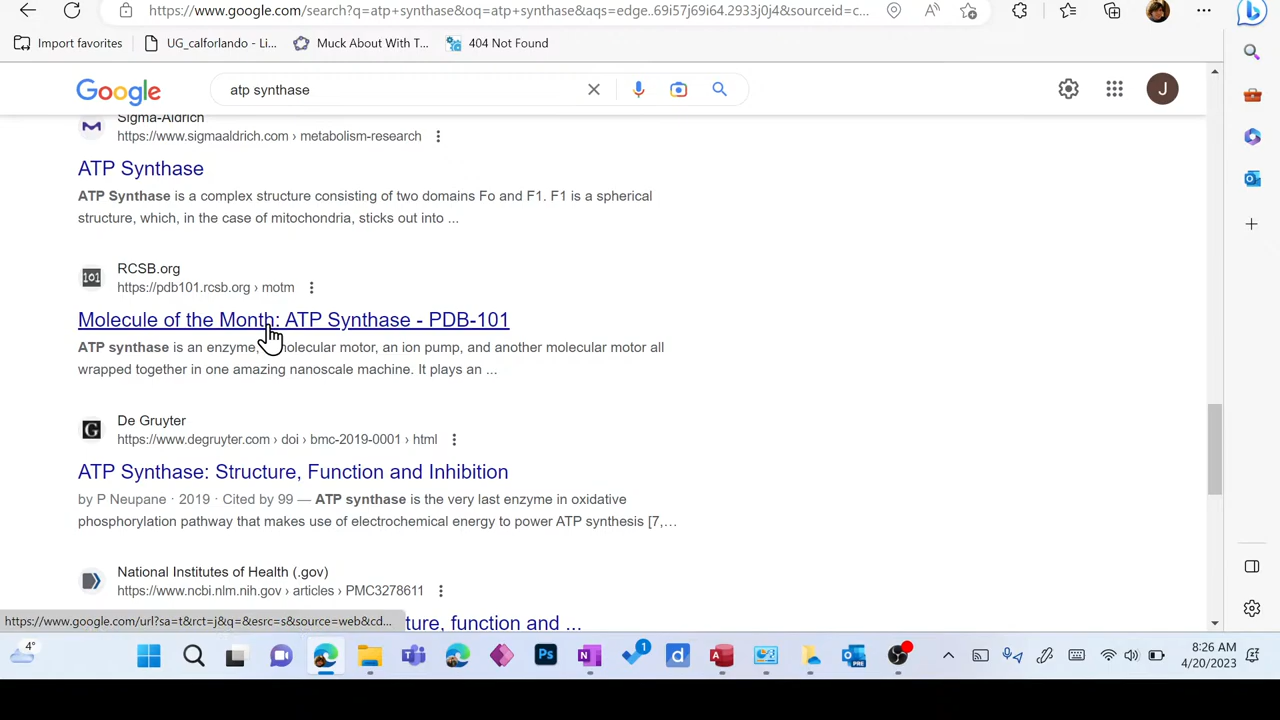 https://www.google.com/search?q=atp+synthase&oq=atp+synthase&aqs=edge..69i57j69i64.2933j0j4&sourceid=c...
Import favorites
UG_calforlando - Li...
Muck About With T...
404 Not Found
Google
atp synthase
J
Sigma-Aldrich
https://www.sigmaaldrich.com › metabolism-research
ATP Synthase
ATP Synthase is a complex structure consisting of two domains Fo and F1. F1 is a spherical
structure, which, in the case of mitochondria, sticks out into ...
101
RCSB.org
https://pdb101.rcsb.org › motm
Molecule of the Month: ATP Synthase - PDB-101
ATP synthase is an enzyme, molecular motor, an ion pump, and another molecular motor all
wrapped together in one amazing nanoscale machine. It plays an ...
G
De Gruyter
https://www.degruyter.com › doi › bmc-2019-0001 › html
ATP Synthase: Structure, Function and Inhibition
by P Neupane · 2019 · Cited by 99 — ATP synthase is the very last enzyme in oxidative
phosphorylation pathway that makes use of electrochemical energy to power ATP synthesis [7,...
National Institutes of Health (.gov)
https://www.ncbi.nlm.nih.gov › articles › PMC3278611
ture, function and ...
https://www.google.com/url?sa=t&rct=j&q=&esrc=s&source=web&cd...
4°
Ps
N
1
d
A
PRE
8:26 AM
4/20/2023